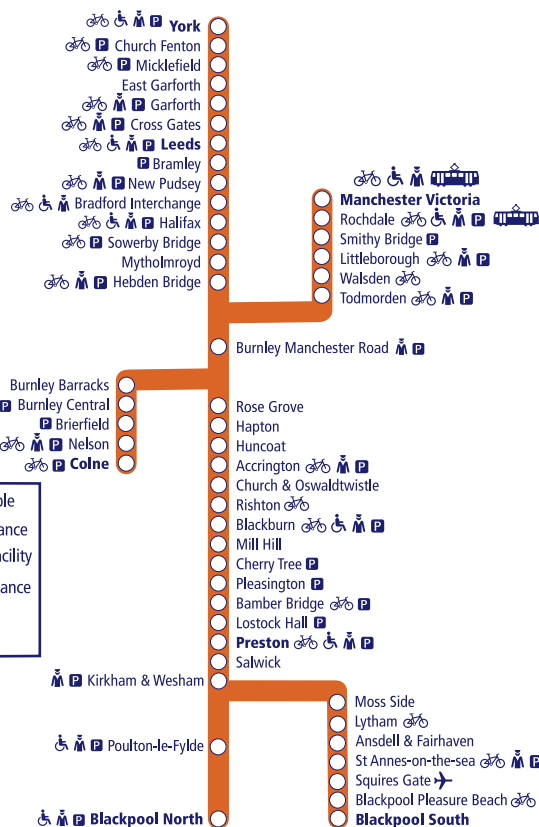 York
P Church Fenton
P Micklefield
East Garforth
P Garforth
P Cross Gates
P Leeds
P Bramley
P New Pudsey
Bradford Interchange
P Halifax
P Sowerby Bridge
Mytholmroyd
P Hebden Bridge
Manchester Victoria
Rochdale P
Smithy Bridge P
Littleborough P
Walsden
Todmorden P
Burnley Manchester Road P
Burnley Barracks
P Burnley Central
P Brierfield
P Nelson
P Colne
Rose Grove
Hapton
Huncoat
Accrington P
Church & Oswaldtwistle
Rishton
Blackburn P
Mill Hill
Cherry Tree P
Pleasington P
Bamber Bridge P
Lostock Hall P
Preston P
Salwick
P Kirkham & Wesham
P Poulton-le-Fylde
P Blackpool North
Moss Side
Lytham
Ansdell & Fairhaven
St Annes-on-the-sea P
Squires Gate
Blackpool Pleasure Beach
Blackpool South